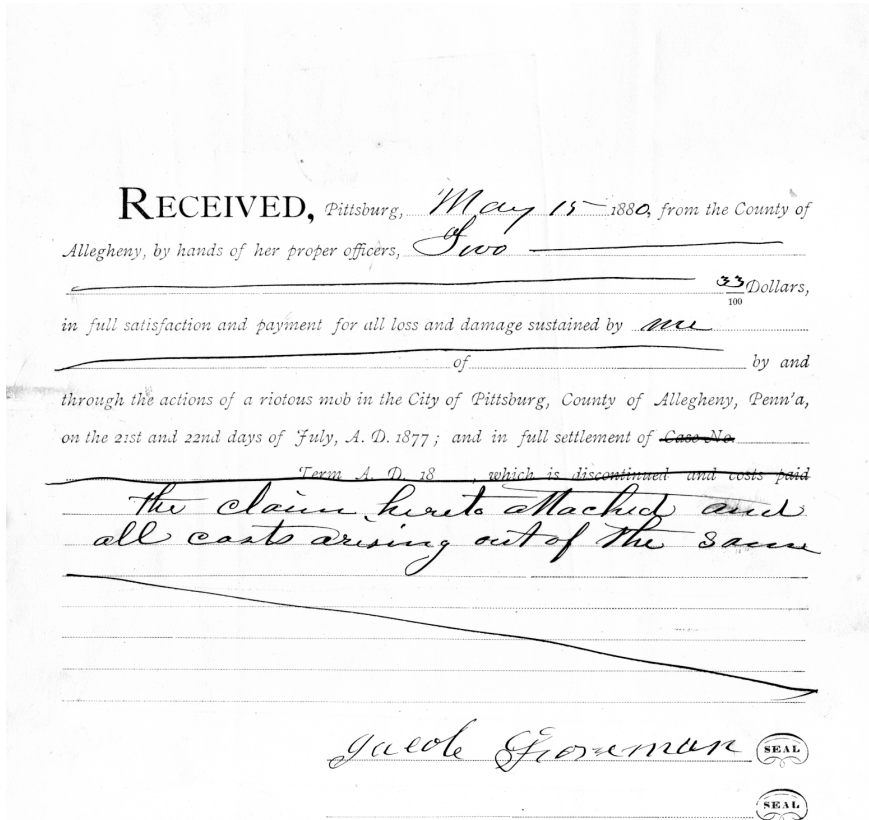 RECEIVED, Pittsburg, May 15 1880, from the County of
Allegheny, by hands of her proper officers, Two
33/100 Dollars,
in full satisfaction and payment for all loss and damage sustained by me
of by and
through the actions of a riotous mob in the City of Pittsburg, County of Allegheny, Penn'a,
on the 21st and 22nd days of July, A. D. 1877; and in full settlement of Case No.
Term A. D. 18 , which is discontinued and costs paid
the claim hereto attached and
all costs arising out of the same
Jacob
SEAL
SEAL